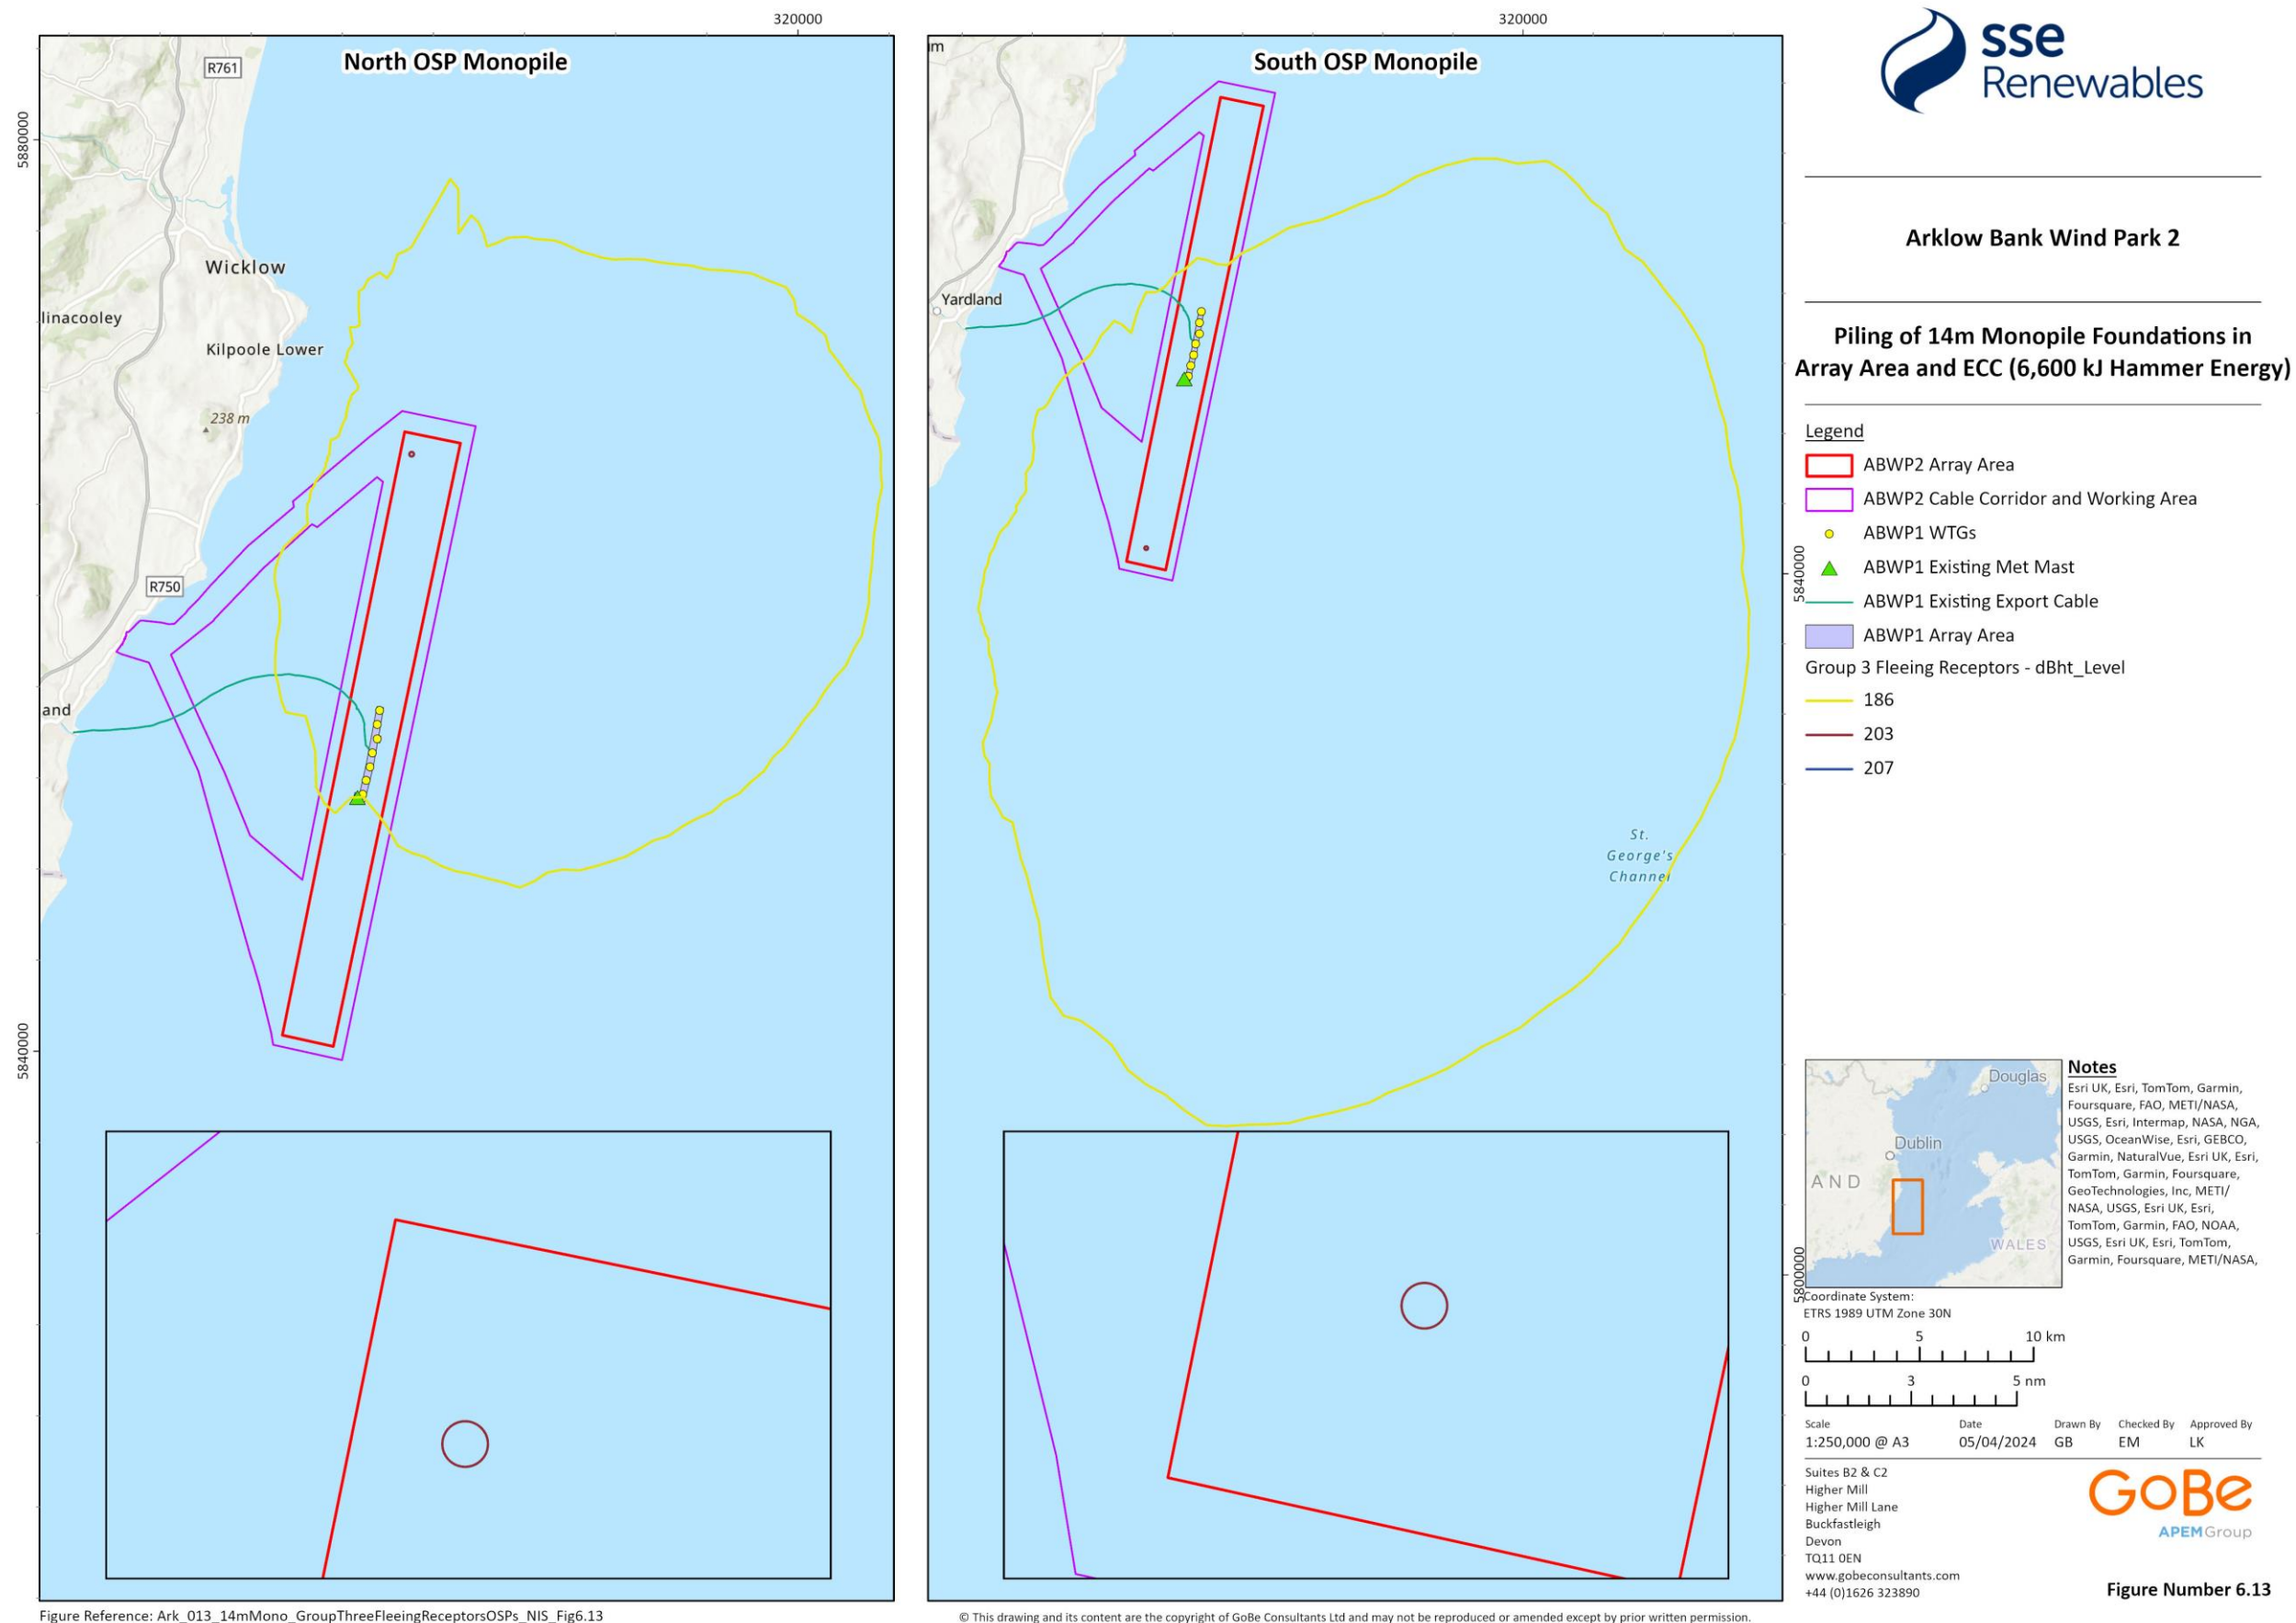 320000
320000
North OSP Monopile
South OSP Monopile
R761
m
5880000
Wicklow
linacooley
Kilpoole Lower
238 m
R750
and
5840000
Yardland
5840000
St.
George's
Channel
5800000
sse
Renewables
Arklow Bank Wind Park 2
Piling of 14m Monopile Foundations in
Array Area and ECC (6,600 kJ Hammer Energy)
Legend
ABWP2 Array Area
ABWP2 Cable Corridor and Working Area
ABWP1 WTGs
ABWP1 Existing Met Mast
ABWP1 Existing Export Cable
ABWP1 Array Area
Group 3 Fleeing Receptors - dBht_Level
186
203
207
Douglas
Dublin
AND
WALES
Notes
Esri UK, Esri, TomTom, Garmin,
Foursquare, FAO, METI/NASA,
USGS, Esri, Intermap, NASA, NGA,
USGS, OceanWise, Esri, GEBCO,
Garmin, NaturalVue, Esri UK, Esri,
TomTom, Garmin, Foursquare,
GeoTechnologies, Inc, METI/
NASA, USGS, Esri UK, Esri,
TomTom, Garmin, FAO, NOAA,
USGS, Esri UK, Esri, TomTom,
Garmin, Foursquare, METI/NASA,
Coordinate System:
ETRS 1989 UTM Zone 30N
0 5 10 km
0 3 5 nm
Scale Date Drawn By Checked By Approved By
1:250,000 @ A3 05/04/2024 GB EM LK
Suites B2 & C2
Higher Mill
Higher Mill Lane
Buckfastleigh
Devon
TQ11 0EN
www.gobeconsultants.com
+44 (0)1626 323890
GoBe
APEMGroup
Figure Number 6.13
Figure Reference: Ark_013_14mMono_GroupThreeFleeingReceptorsOSPs_NIS_Fig6.13
© This drawing and its content are the copyright of GoBe Consultants Ltd and may not be reproduced or amended except by prior written permission.